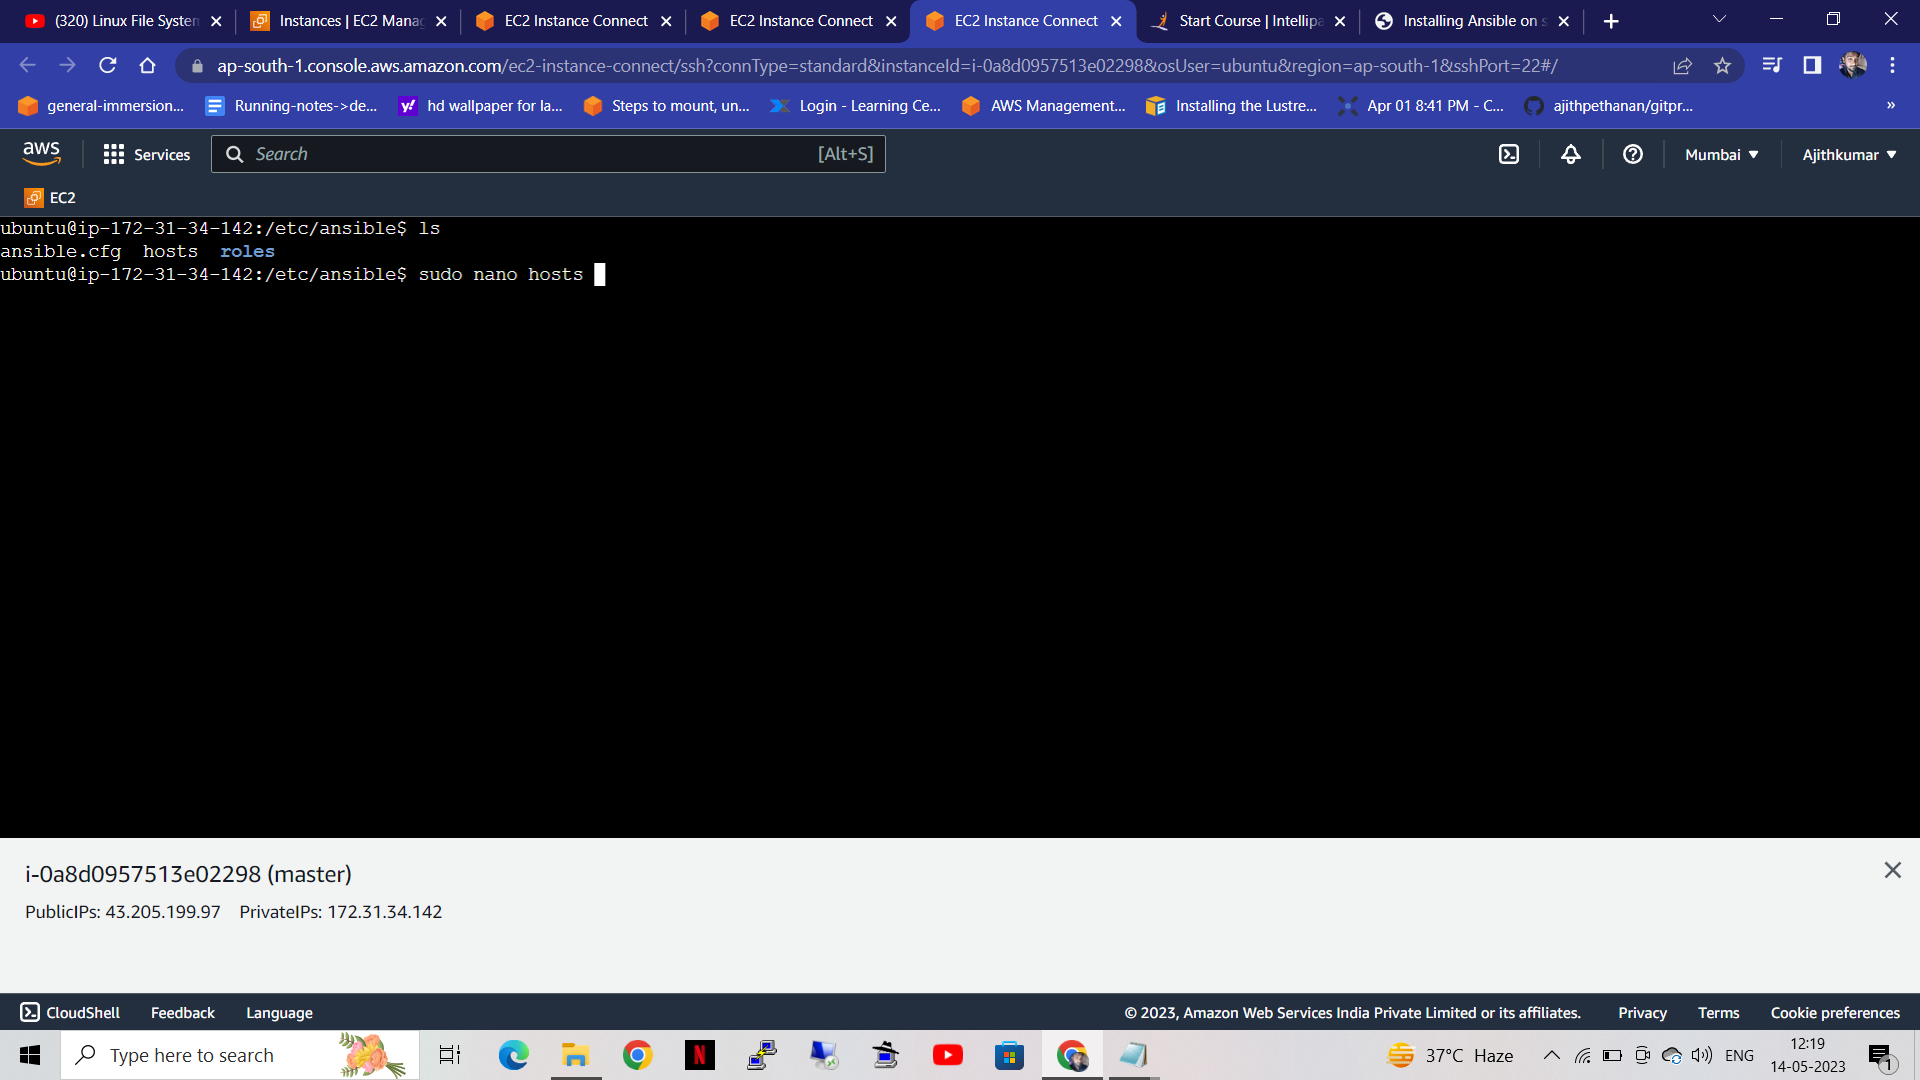 (320) Linux File System
Instances | EC2 Manag
EC2 Instance Connect
EC2 Instance Connect
EC2 Instance Connect
Start Course | Intellipa
Installing Ansible on s
ap-south-1.console.aws.amazon.com/ec2-instance-connect/ssh?connType=standard&instanceId=i-0a8d0957513e02298&osUser=ubuntu&region=ap-south-1&sshPort=22#/
general-immersion...
Running-notes->de...
hd wallpaper for la...
Steps to mount, un...
Login - Learning Ce...
AWS Management...
Installing the Lustre...
Apr 01 8:41 PM - C...
ajithpethanan/gitpr...
»
aws
Services
Search
[Alt+S]
Mumbai
Ajithkumar
EC2
ubuntu@ip-172-31-34-142:/etc/ansible$ ls
ansible.cfg hosts roles
ubuntu@ip-172-31-34-142:/etc/ansible$ sudo nano hosts
i-0a8d0957513e02298 (master)
PublicIPs: 43.205.199.97 PrivateIPs: 172.31.34.142
CloudShell
Feedback
Language
© 2023, Amazon Web Services India Private Limited or its affiliates.
Privacy
Terms
Cookie preferences
Type here to search
37°C Haze
ENG
12:19
14-05-2023
1